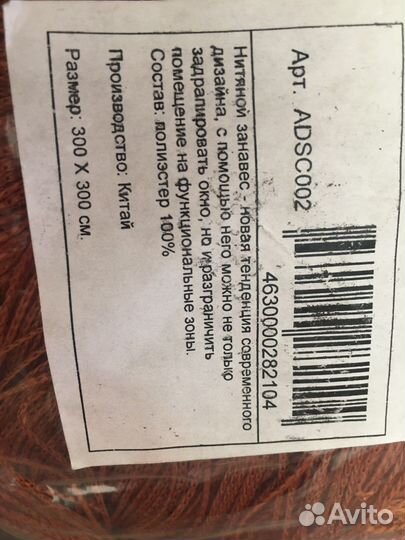 Арт. ADSC002
4630000282104
Нитяной занавес - новая тенденция современного
дизайна, с помощью него можно не только
задрапировать окно, но и разграничить
помещение на функциональные зоны.
Состав: полиэстер 100%
Производство: Китай
Размер: 300 X 300 см.
Avito